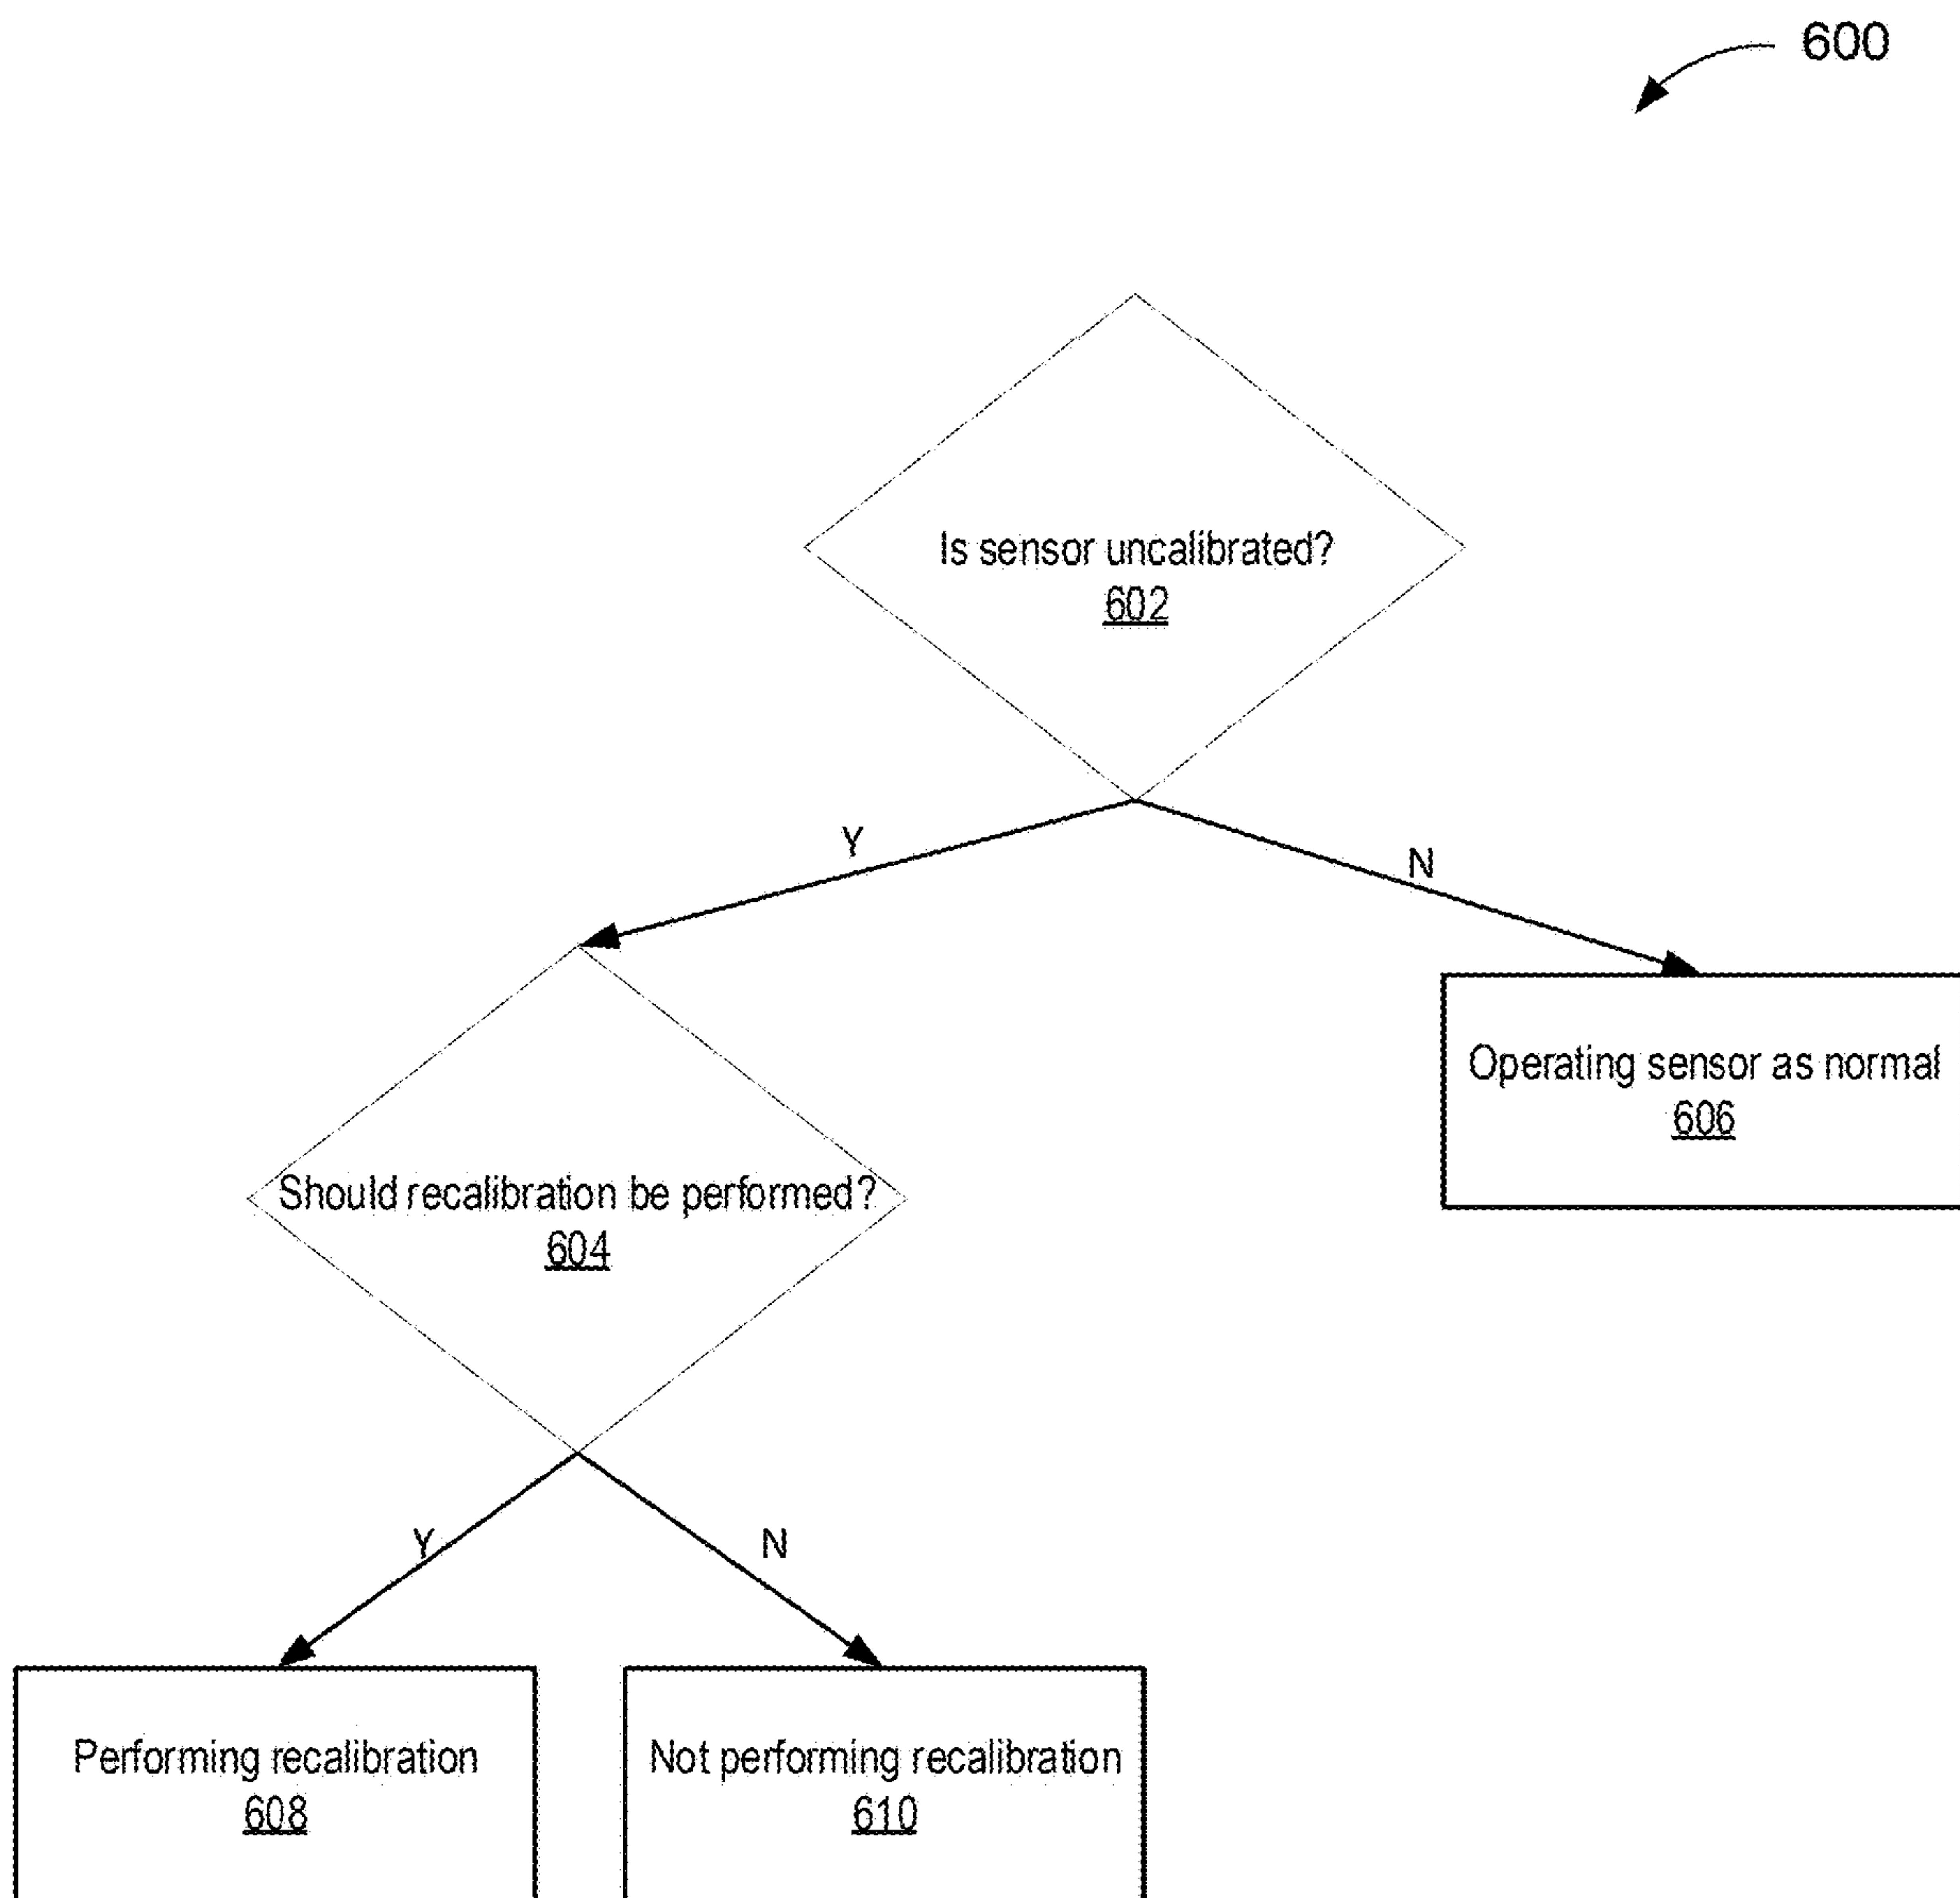 600
Is sensor uncalibrated?
602
Y
N
Operating sensor as normal
606
Should recalibration be performed?
604
Y
N
Performing recalibration
608
Not performing recalibration
610